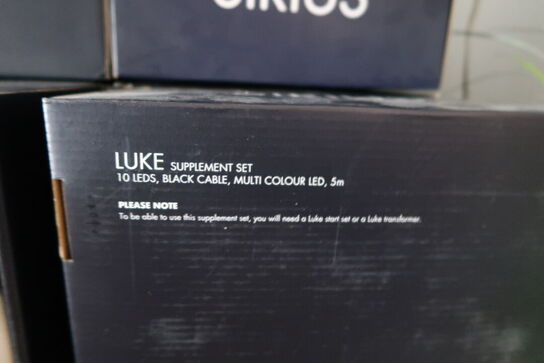 SIRIUS
LUKE SUPPLEMENT SET
10 LEDS, BLACK CABLE, MULTI COLOUR LED, 5m
PLEASE NOTE
To be able to use this supplement set, you will need a Luke start set or a Luke transformer.